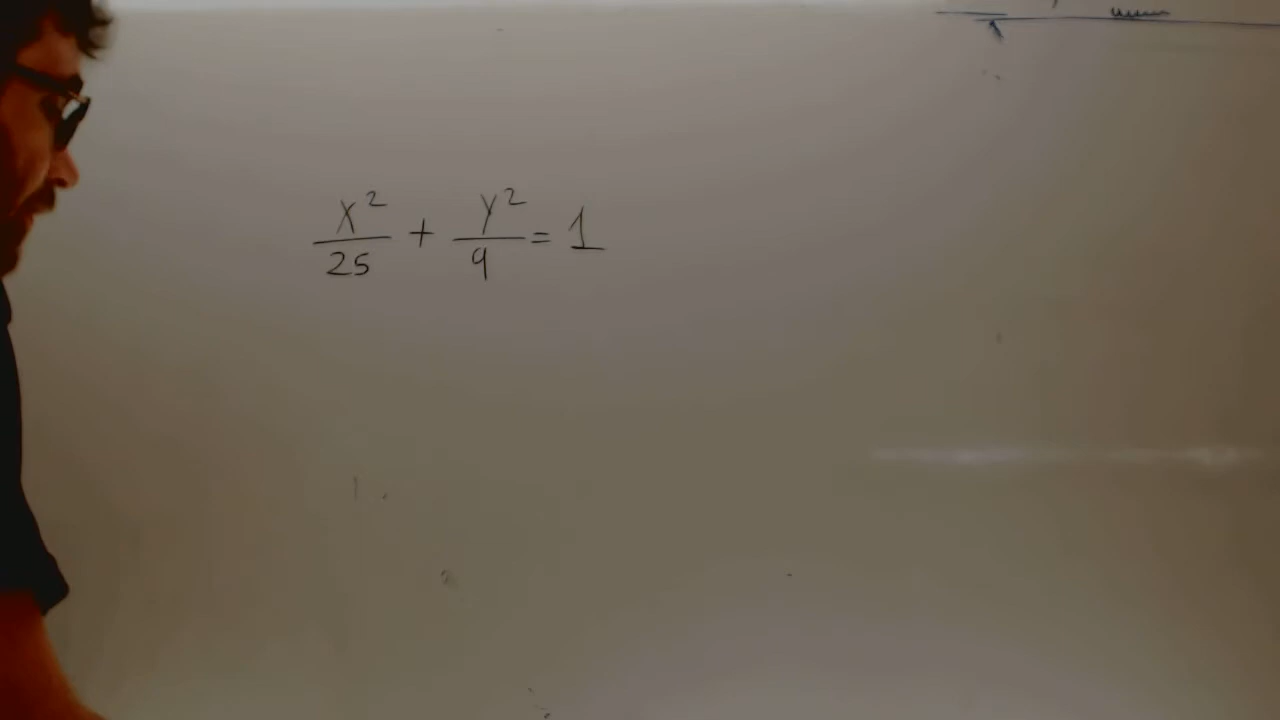 x²/25 + y²/9 = 1